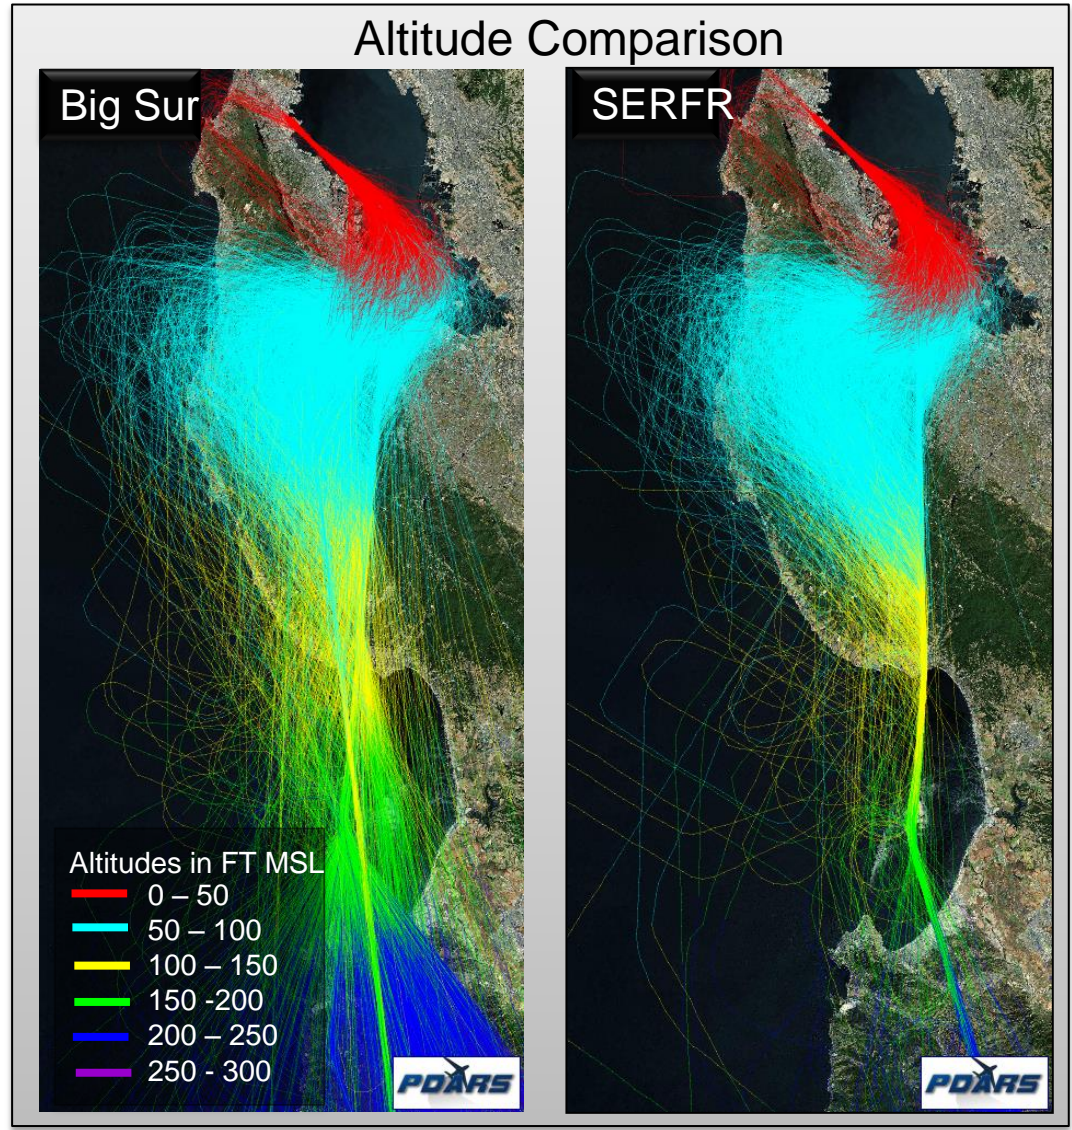 Altitude Comparison
Big Sur
SERFR
Altitudes in FT MSL
0 – 50
50 – 100
100 – 150
150 -200
200 – 250
250 - 300
PDARS
PDARS